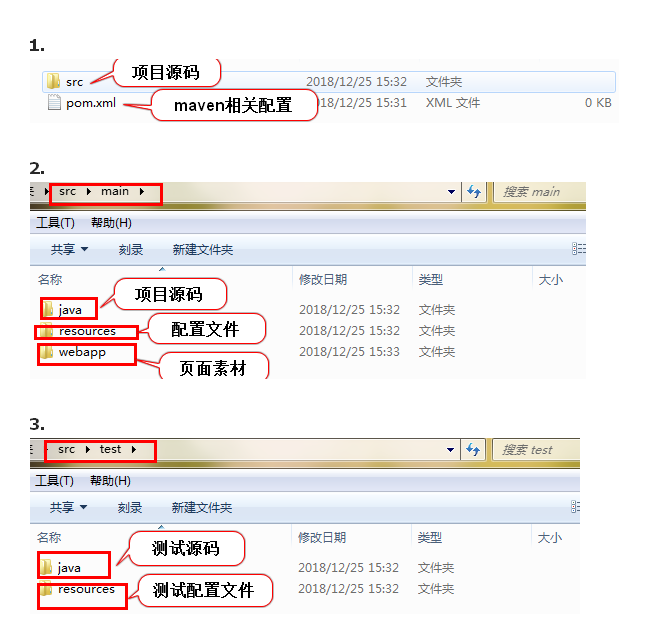 1.
项目源码
src 2018/12/25 15:32 文件夹
pom.xml maven相关配置 018/12/25 15:31 XML 文件 0 KB
2.
src main 搜索 main
工具(T) 帮助(H)
共享 刻录 新建文件夹
名称 修改日期 类型 大小
项目源码
java 2018/12/25 15:32 文件夹
resources 配置文件 2018/12/25 15:32 文件夹
webapp 2018/12/25 15:33 文件夹
页面素材
3.
src test 搜索 test
工具(T) 帮助(H)
共享 刻录 新建文件夹
名称 修改日期 类型 大小
测试源码
java 2018/12/25 15:32 文件夹
resources 测试配置文件 2018/12/25 15:32 文件夹